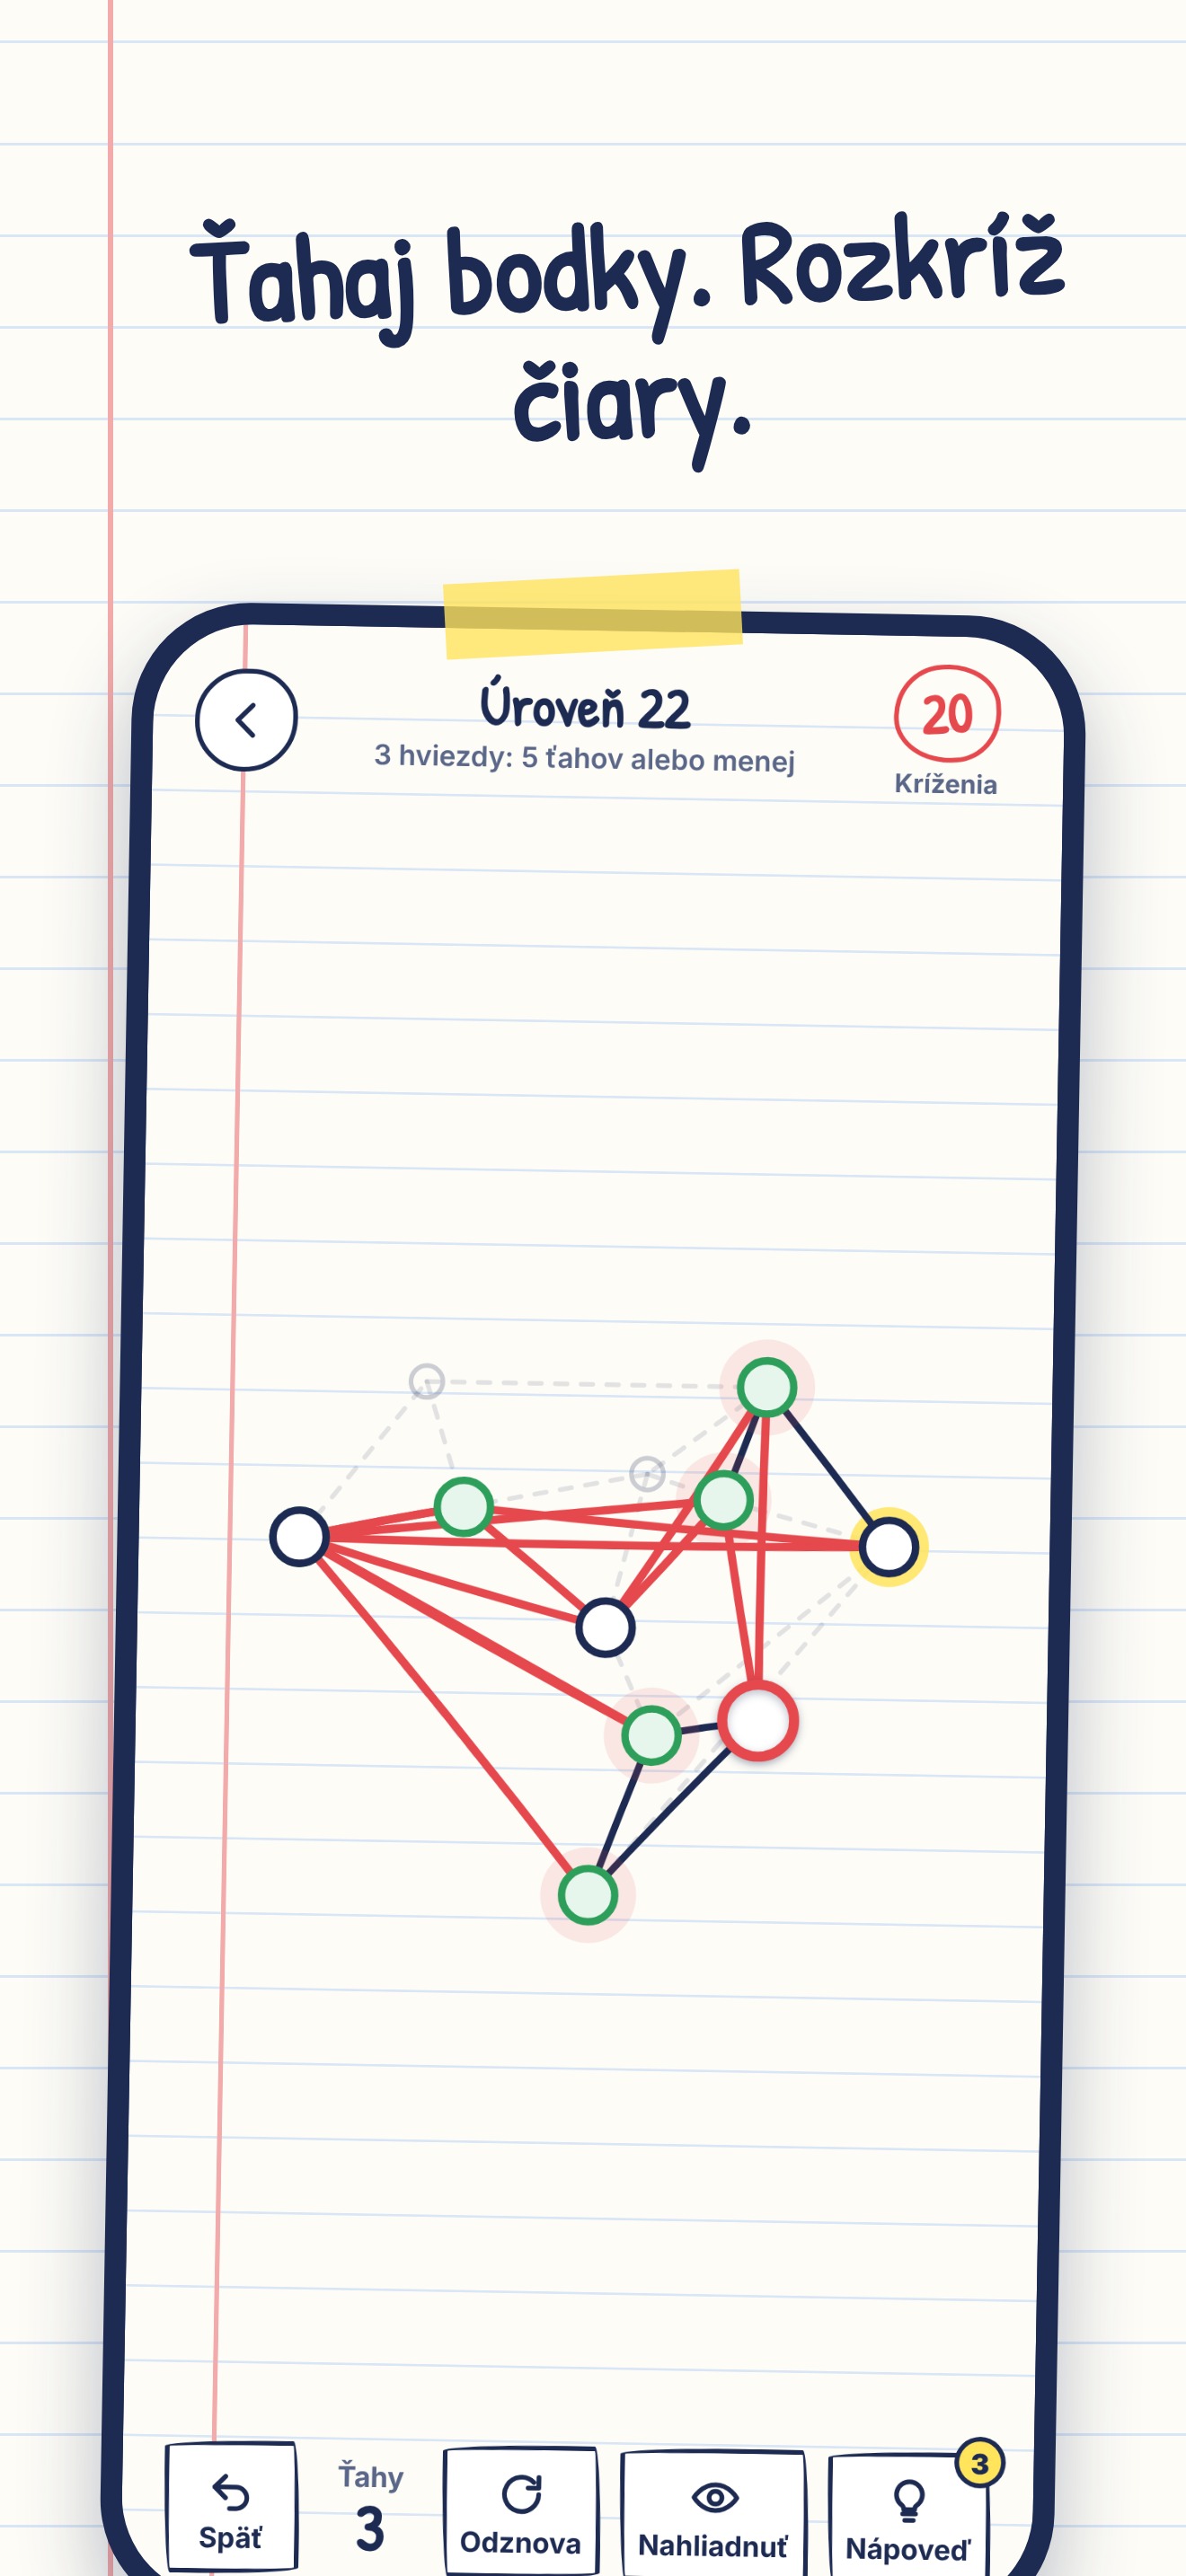 Ťahaj bodky. Rozkríž
čiary.
Úroveň 22
3 hviezdy: 5 ťahov alebo menej
20
Kríženia
Späť
Ťahy
3
Odznova
Nahliadnuť
3
Nápoveď